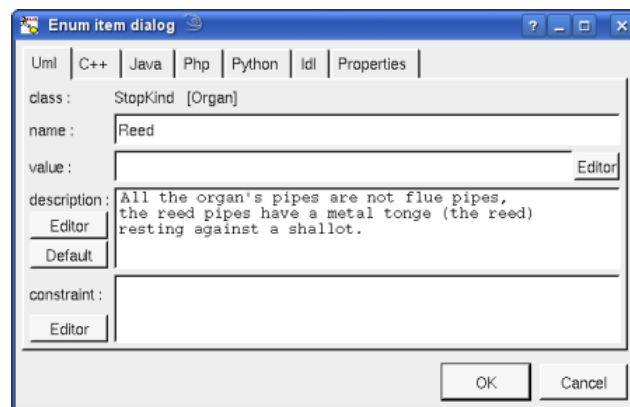 Enum item dialog
?
Uml C++ Java Php Python Idl Properties
class : StopKind [Organ]
name : Reed
value : Editor
description : All the organ's pipes are not flue pipes,
the reed pipes have a metal tonge (the reed)
resting against a shallot.
Editor
Default
constraint :
Editor
OK Cancel